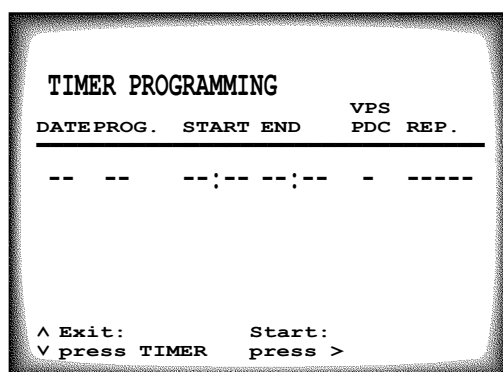 TIMER PROGRAMMING
VPS
DATE PROG. START END PDC REP.
-- -- --:-- --:-- - -----
^ Exit: Start:
v press TIMER press >